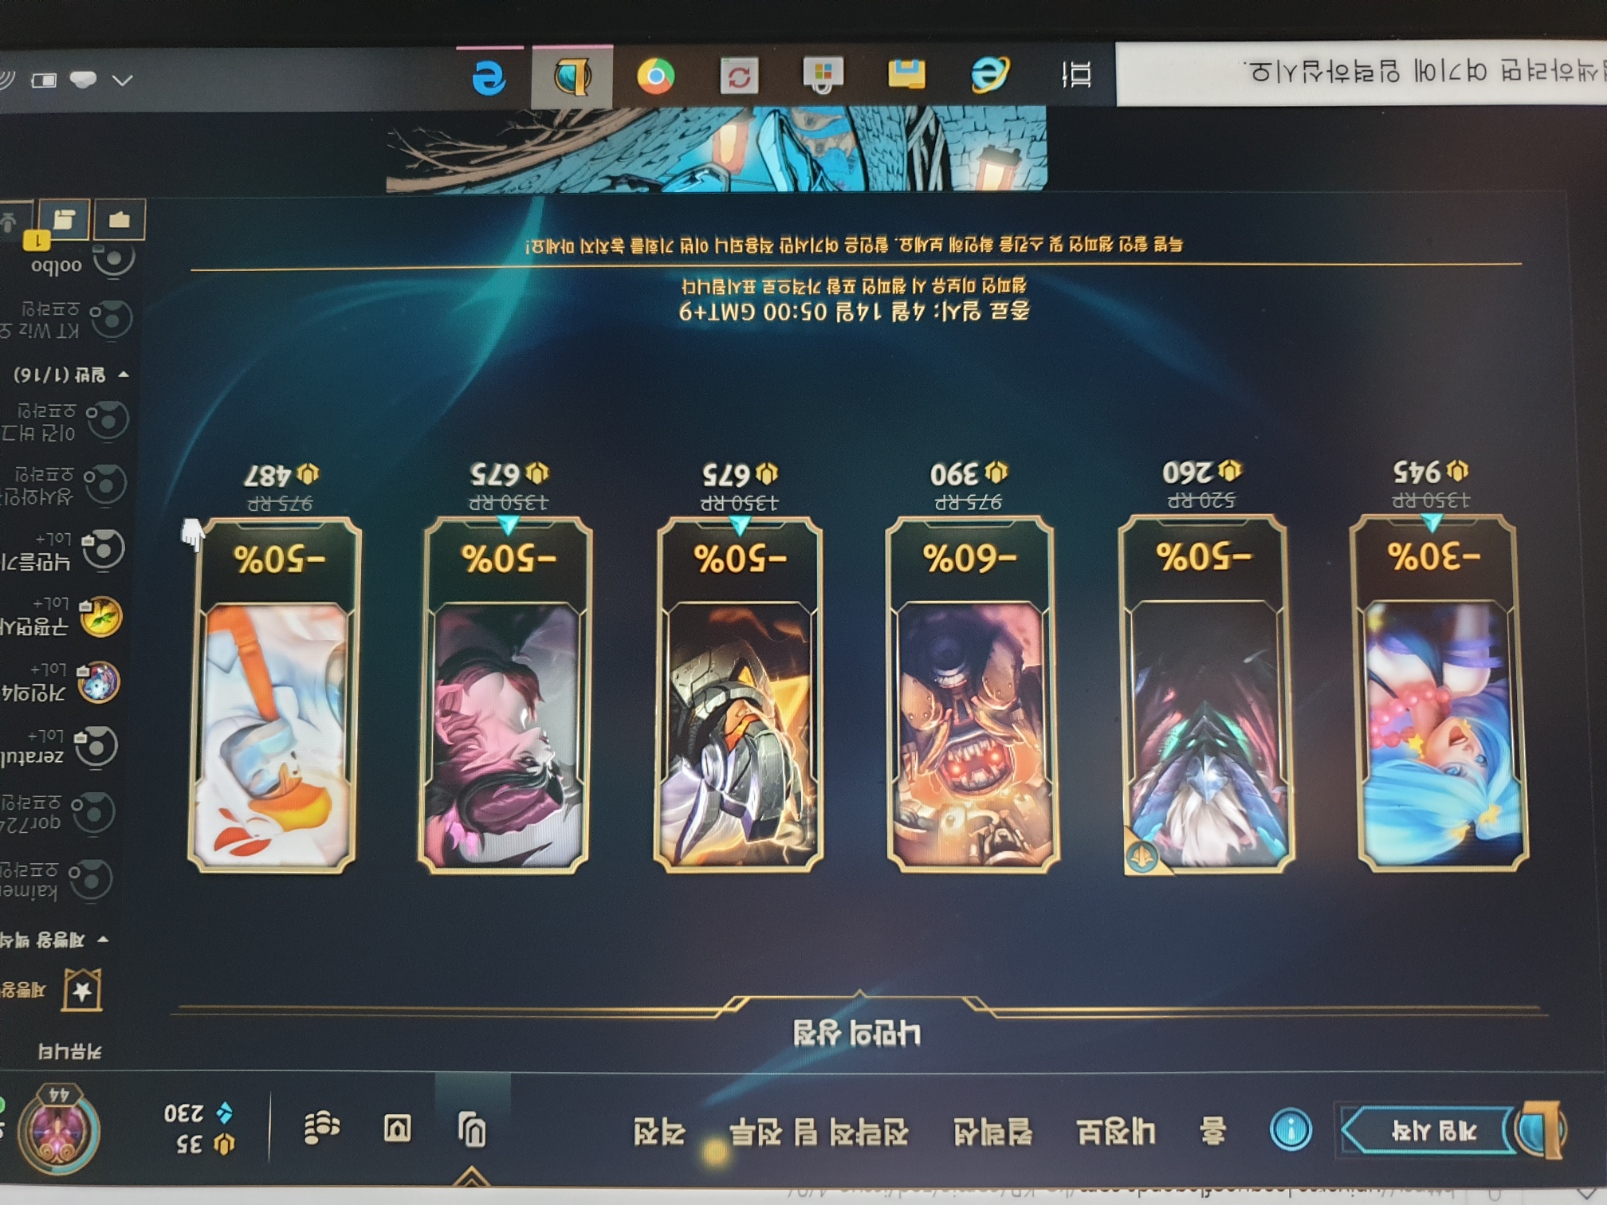 게임 시작
홈
내정보
컬렉션
전략적 팀 전투
격전
35
230
44
나만의 상점
커뮤니티
제빵왕
제빵왕 백석
오프라인
qor724
오프라인
zeratul
LoL+
거인의4
LoL+
구평면사
LoL+
닉만들기
LoL+
성서와인
오프라인
이건 버그
오프라인
일반 (1/16)
KT Wiz 오
오프라인
oolbo
1
-30%
1350 RP
945
-50%
520 RP
260
-60%
975 RP
390
-50%
1350 RP
675
-50%
1350 RP
675
-50%
975 RP
487
종료 일시: 4월 14일 05:00 GMT+9
챔피언 미보유 시 챔피언 포함 가격으로 표시됩니다
특별 할인 챔피언 및 스킨을 확인해 보세요. 할인은 여기서만 적용되니 이번 기회를 놓치지 마세요!
검색하려면 여기에 입력하십시오.